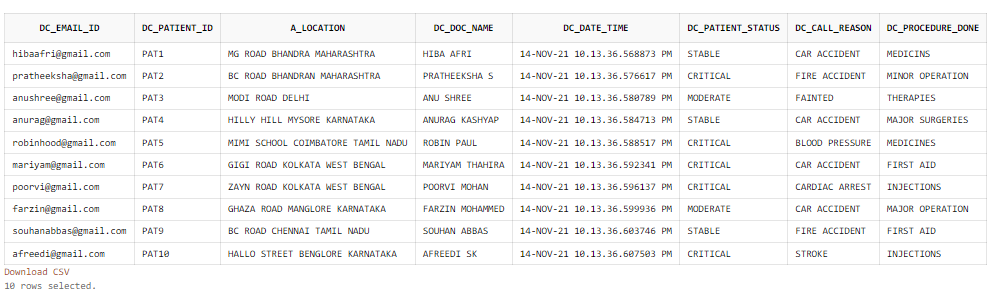 DC_EMAIL_ID DC_PATIENT_ID A_LOCATION DC_DOC_NAME DC_DATE_TIME DC_PATIENT_STATUS DC_CALL_REASON DC_PROCEDURE_DONE
hibaafri@gmail.com PAT1 MG ROAD BHANDRA MAHARASHTRA HIBA AFRI 14-NOV-21 10.13.36.568873 PM STABLE CAR ACCIDENT MEDICINS
pratheeksha@gmail.com PAT2 BC ROAD BHANDRAN MAHARASHTRA PRATHEEKSHA S 14-NOV-21 10.13.36.576617 PM CRITICAL FIRE ACCIDENT MINOR OPERATION
anushree@gmail.com PAT3 MODI ROAD DELHI ANU SHREE 14-NOV-21 10.13.36.580789 PM MODERATE FAINTED THERAPIES
anurag@gmail.com PAT4 HILLY HILL MYSORE KARNATAKA ANURAG KASHYAP 14-NOV-21 10.13.36.584713 PM STABLE CAR ACCIDENT MAJOR SURGERIES
robinhood@gmail.com PAT5 MIMI SCHOOL COIMBATORE TAMIL NADU ROBIN PAUL 14-NOV-21 10.13.36.588517 PM CRITICAL BLOOD PRESSURE MEDICINES
mariyam@gmail.com PAT6 GIGI ROAD KOLKATA WEST BENGAL MARIYAM THAHIRA 14-NOV-21 10.13.36.592341 PM CRITICAL CAR ACCIDENT FIRST AID
poorvi@gmail.com PAT7 ZAYN ROAD KOLKATA WEST BENGAL POORVI MOHAN 14-NOV-21 10.13.36.596137 PM CRITICAL CARDIAC ARREST INJECTIONS
farzin@gmail.com PAT8 GHAZA ROAD MANGLORE KARNATAKA FARZIN MOHAMMED 14-NOV-21 10.13.36.599936 PM MODERATE CAR ACCIDENT MAJOR OPERATION
souhanabbas@gmail.com PAT9 BC ROAD CHENNAI TAMIL NADU SOUHAN ABBAS 14-NOV-21 10.13.36.603746 PM STABLE FIRE ACCIDENT FIRST AID
afreedi@gmail.com PAT10 HALLO STREET BENGLORE KARNATAKA AFREEDI SK 14-NOV-21 10.13.36.607503 PM CRITICAL STROKE INJECTIONS
Download CSV
10 rows selected.